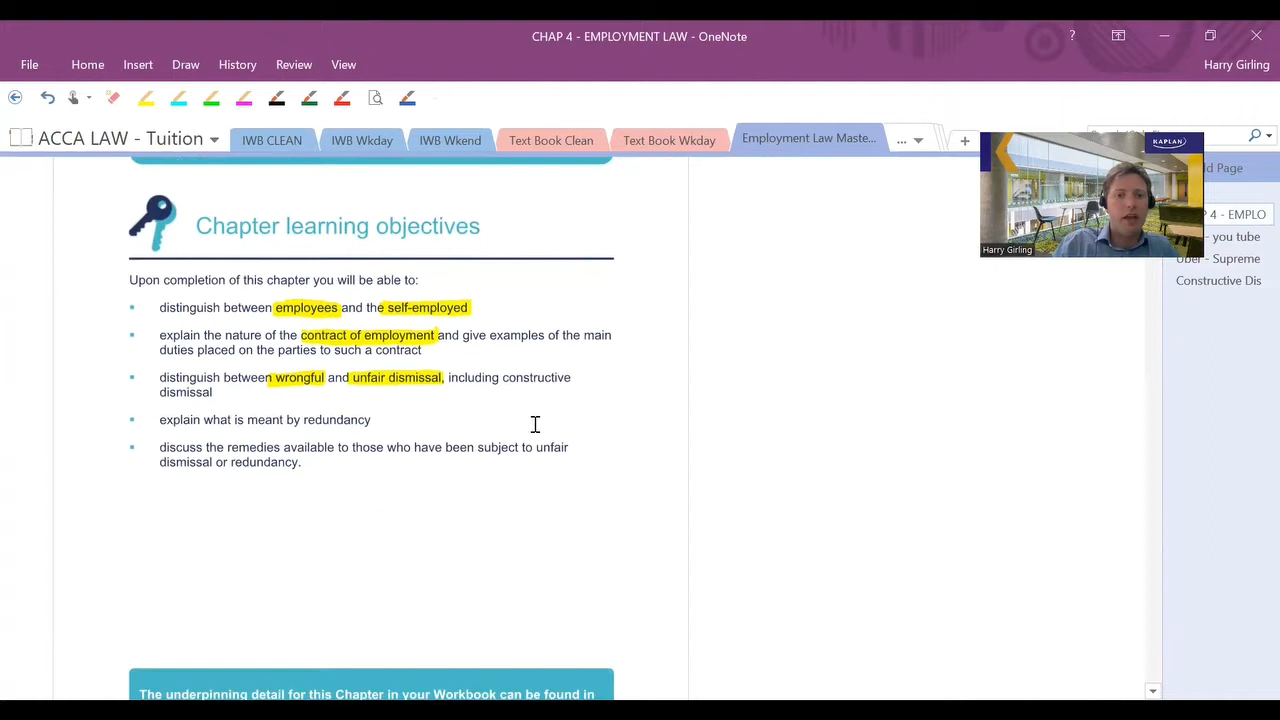 CHAP 4 - EMPLOYMENT LAW - OneNote
?
File Home Insert Draw History Review View
Harry Girling
ACCA LAW - Tuition
IWB CLEAN
IWB Wkday
IWB Wkend
Text Book Clean
Text Book Wkday
Employment Law Maste...
...
KAPLAN
Harry Girling
d Page
4 - EMPLO
- you tube
Uber - Supreme
Constructive Dis
Chapter learning objectives
Upon completion of this chapter you will be able to:
distinguish between employees and the self-employed
explain the nature of the contract of employment and give examples of the main
duties placed on the parties to such a contract
distinguish between wrongful and unfair dismissal, including constructive
dismissal
explain what is meant by redundancy
discuss the remedies available to those who have been subject to unfair
dismissal or redundancy.
The underpinning detail for this Chapter in your Workbook can be found in